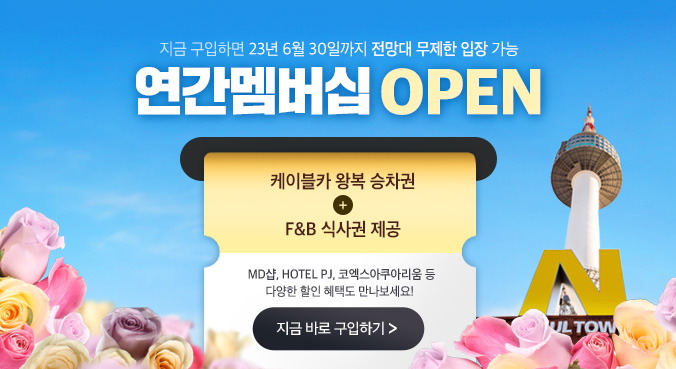 지금 구입하면 23년 6월 30일까지 전망대 무제한 입장 가능
연간멤버십 OPEN
케이블카 왕복 승차권
+
F&B 식사권 제공
MD샵, HOTEL PJ, 코엑스아쿠아리움 등
다양한 할인 혜택도 만나보세요!
지금 바로 구입하기 >
N
UL TOW